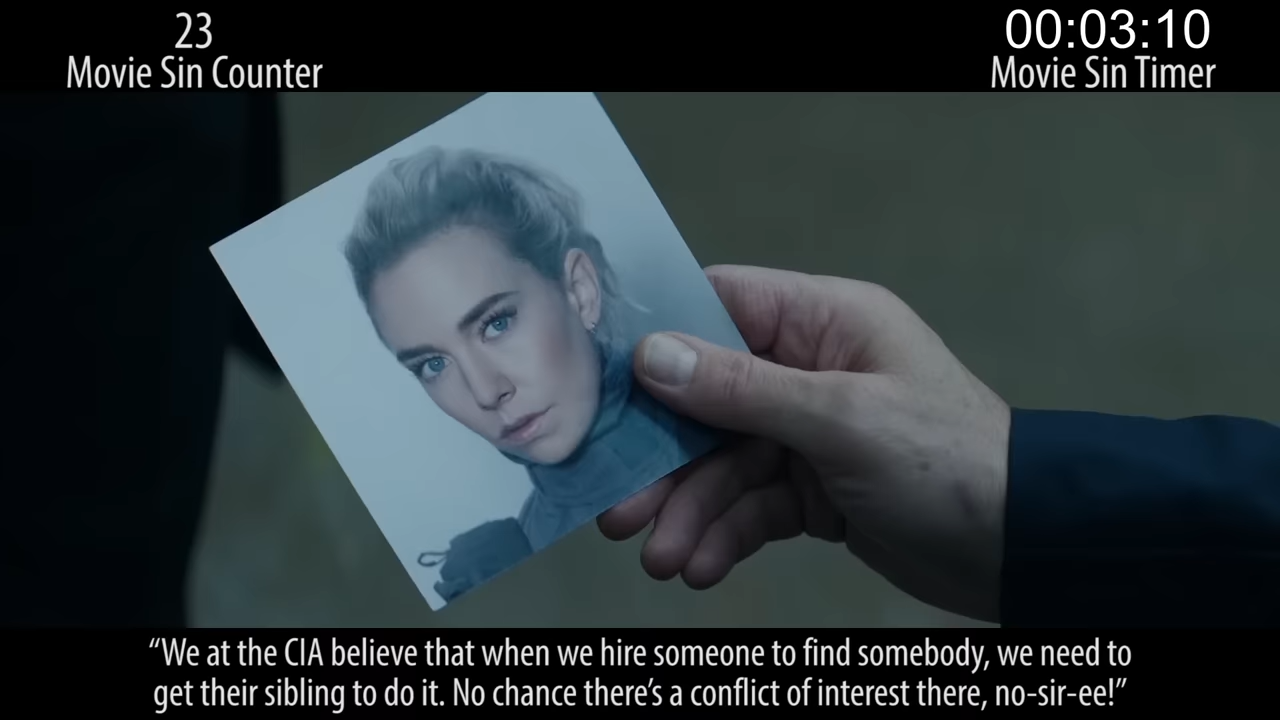 23
Movie Sin Counter
00:03:10
Movie Sin Timer
“We at the CIA believe that when we hire someone to find somebody, we need to
get their sibling to do it. No chance there’s a conflict of interest there, no-sir-ee!”